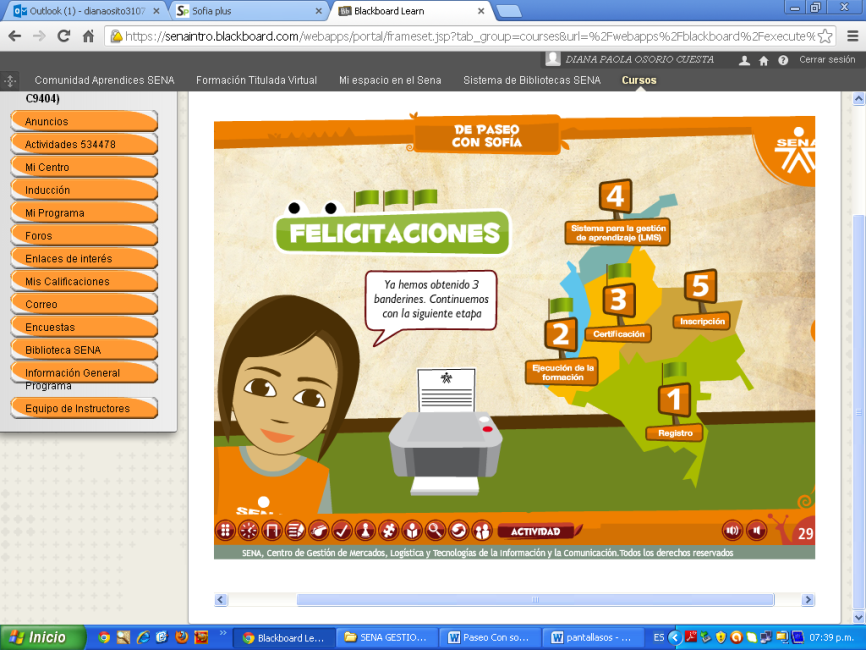 Outlook (1) - dianaosito3107
Sofia plus
Blackboard Learn
https://senaintro.blackboard.com/webapps/portal/frameset.jsp?tab_group=courses&url=%2Fwebapps%2Fblackboard%2Fexecute%
DIANA PAOLA OSORIO CUESTA
Cerrar sesión
Comunidad Aprendices SENA
Formación Titulada Virtual
Mi espacio en el Sena
Sistema de Bibliotecas SENA
Cursos
C9404)
Anuncios
Actividades 534478
Mi Centro
Inducción
Mi Programa
Foros
Enlaces de interés
Mis Calificaciones
Correo
Encuestas
Biblioteca SENA
Información General
Programa
Equipo de Instructores
DE PASEO
CON SOFÍA
SENA
FELICITACIONES
Ya hemos obtenido 3
banderines. Continuemos
con la siguiente etapa
4
Sistema para la gestión
de aprendizaje (LMS)
5
Inscripción
3
Certificación
2
Ejecución de la
formación
1
Registro
SENA
ACTIVIDAD
29
SENA, Centro de Gestión de Mercados, Logística y Tecnologías de la Información y la Comunicación.Todos los derechos reservados
Inicio
Blackboard Le...
SENA GESTIO...
Paseo Con so...
pantallasos - ...
ES
07:39 p.m.